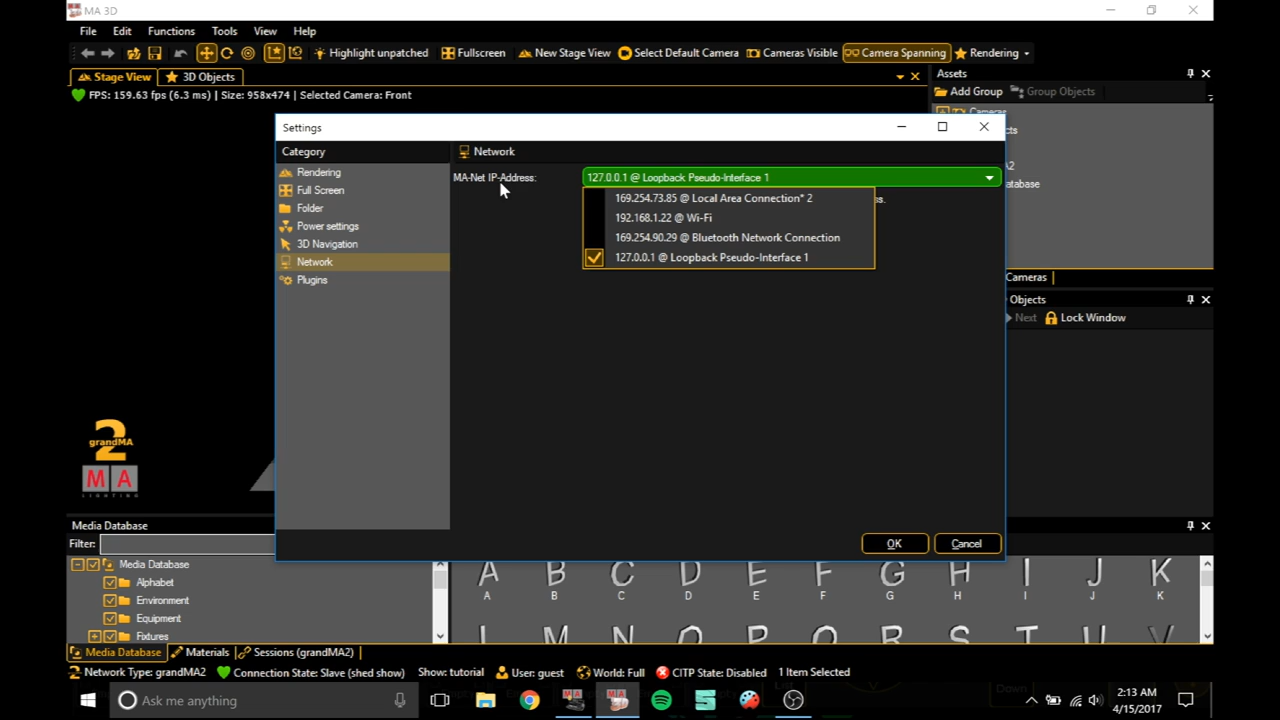 MA 3D
File Edit Functions Tools View Help
Highlight unpatched Fullscreen New Stage View Select Default Camera Cameras Visible Camera Spanning Rendering
Stage View 3D Objects
Assets
FPS: 159.63 fps (6.3 ms) | Size: 958x474 | Selected Camera: Front
Add Group Group Objects
Cameras
Settings
cts
Category
Network
Rendering
MA-Net IP-Address:
127.0.0.1 @ Loopback Pseudo-Interface 1
A2
atabase
Full Screen
169.254.73.85 @ Local Area Connection* 2
s.
Folder
192.168.1.22 @ Wi-Fi
Power settings
169.254.90.29 @ Bluetooth Network Connection
3D Navigation
127.0.0.1 @ Loopback Pseudo-Interface 1
Network
Plugins
Cameras
Objects
Next Lock Window
2
grandMA
MA
LIGHTING
OK Cancel
Media Database
Filter:
Media Database
Alphabet
Environment
Equipment
Fixtures
A B C D E F G H I J K
A B C D E F G H I J K
L M N O P Q R S T U V
Media Database Materials Sessions (grandMA2)
Network Type: grandMA2 Connection State: Slave (shed show) Show: tutorial User: guest World: Full CITP State: Disabled 1 Item Selected
Ask me anything
Down
2:13 AM
4/15/2017